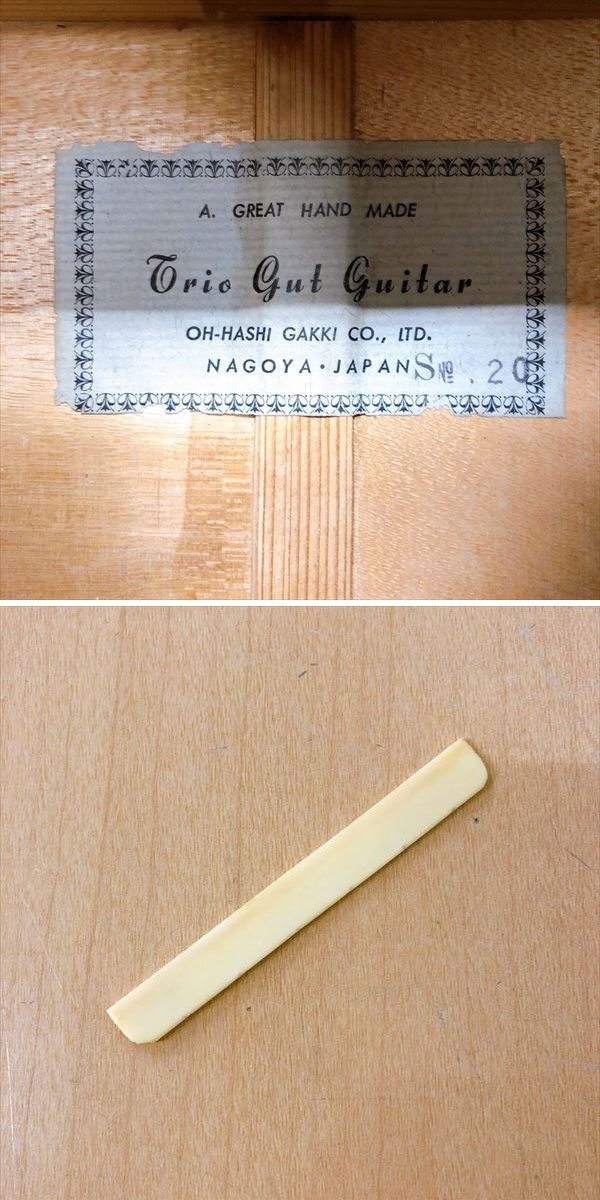 A. GREAT HAND MADE
Trio Gut Guitar
OH-HASHI GAKKI CO., LTD.
NAGOYA・JAPAN S№ . 20